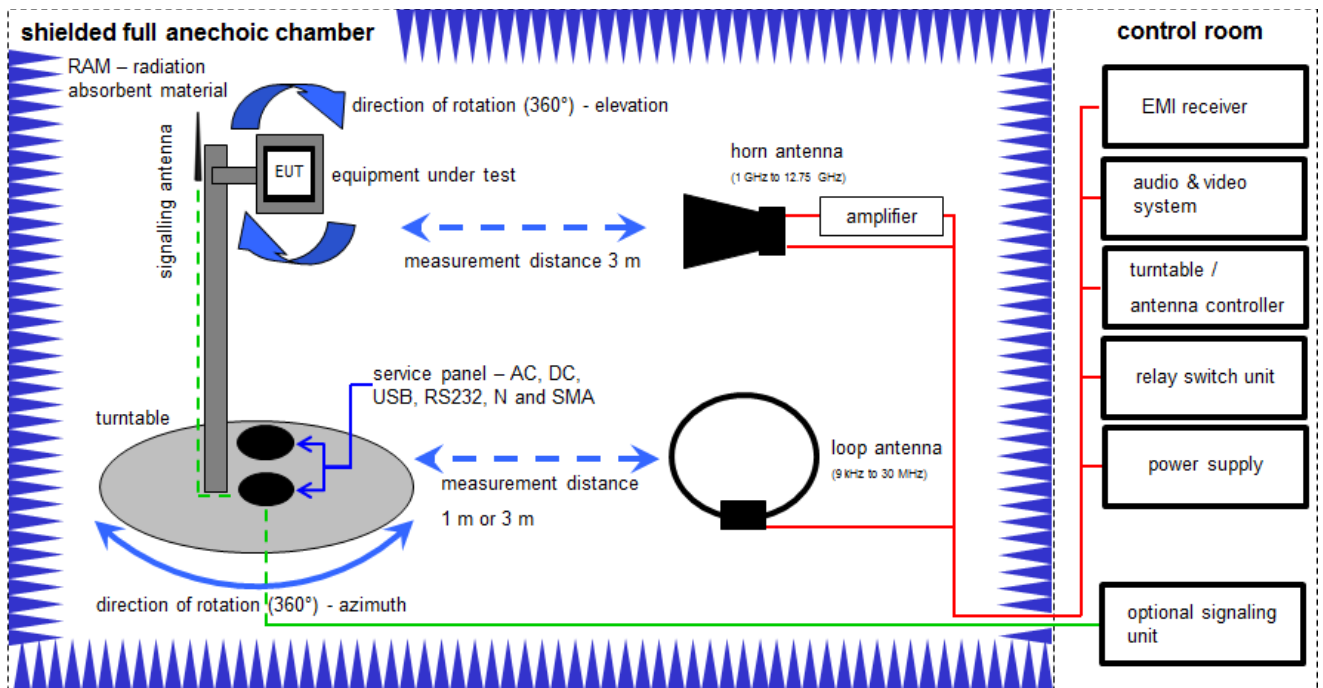 shielded full anechoic chamber
control room
RAM – radiation
absorbent material
direction of rotation (360°) - elevation
signalling antenna
EUT
equipment under test
horn antenna
(1 GHz to 12.75 GHz)
amplifier
measurement distance 3 m
service panel – AC, DC,
USB, RS232, N and SMA
turntable
loop antenna
(9 kHz to 30 MHz)
measurement distance
1 m or 3 m
direction of rotation (360°) - azimuth
EMI receiver
audio & video
system
turntable /
antenna controller
relay switch unit
power supply
optional signaling
unit